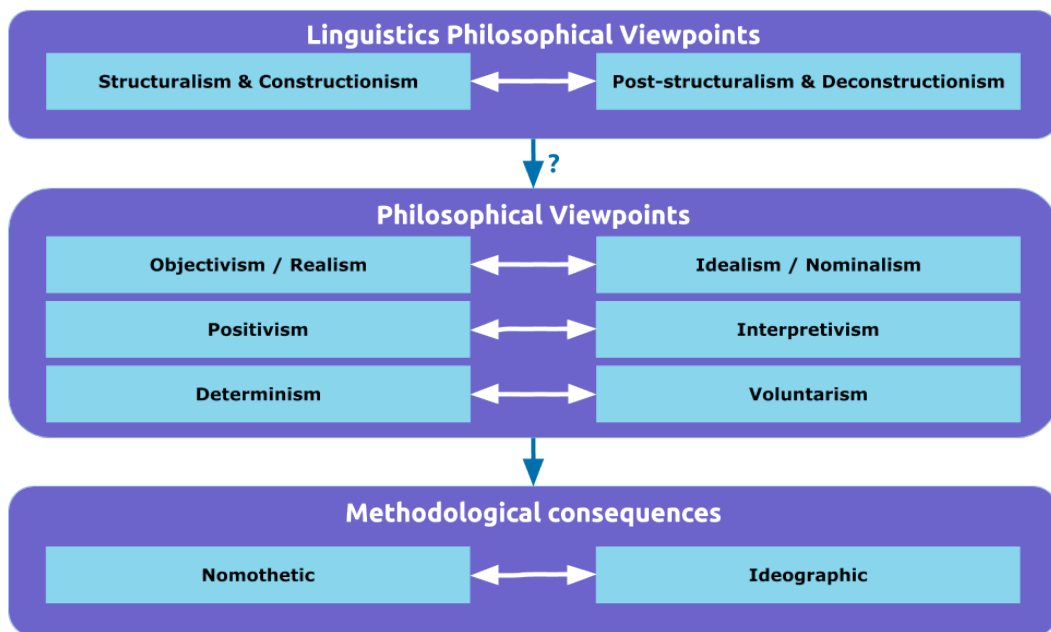 Linguistics Philosophical Viewpoints
Structuralism & Constructionism
Post-structuralism & Deconstructionism
?
Philosophical Viewpoints
Objectivism / Realism
Idealism / Nominalism
Positivism
Interpretivism
Determinism
Voluntarism
Methodological consequences
Nomothetic
Ideographic